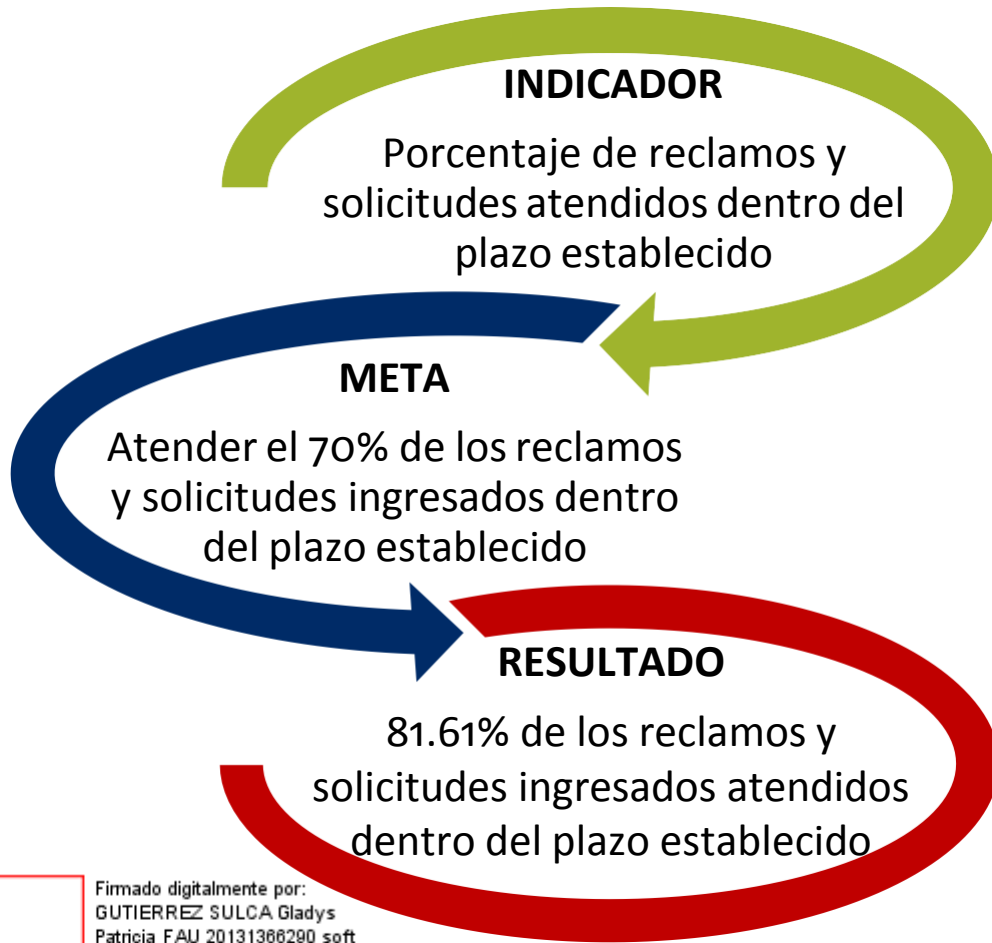 INDICADOR
Porcentaje de reclamos y
solicitudes atendidos dentro del
plazo establecido
META
Atender el 70% de los reclamos
y solicitudes ingresados dentro
del plazo establecido
RESULTADO
81.61% de los reclamos y
solicitudes ingresados atendidos
dentro del plazo establecido
Firmado digitalmente por:
GUTIERREZ SULCA Gladys
Patricia FAU 20131366290 soft